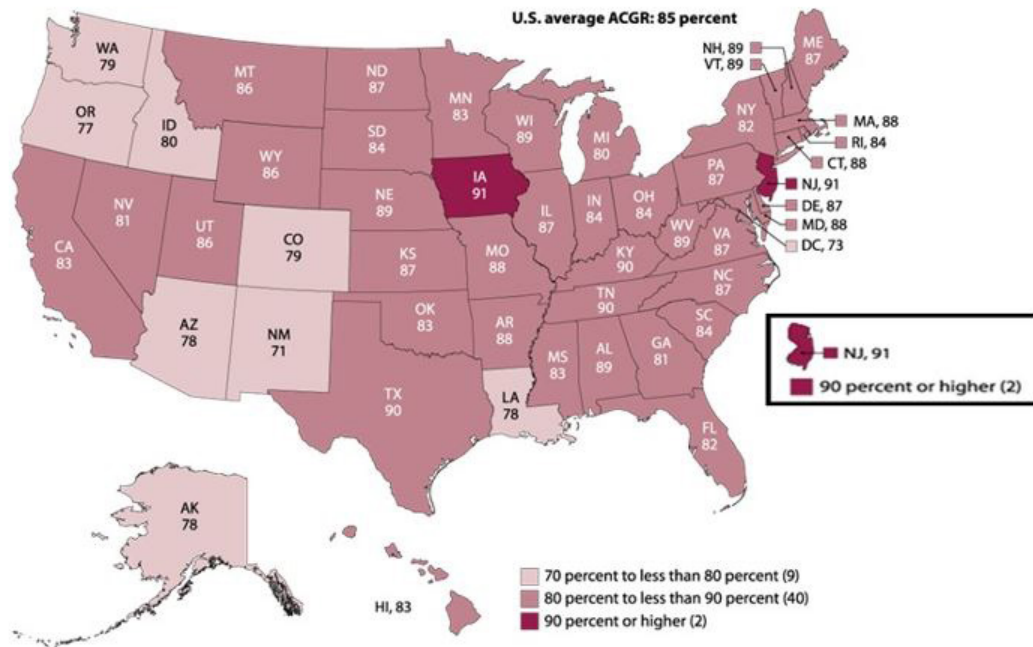 U.S. average ACGR: 85 percent
WA
79
OR
77
ID
80
MT
86
ND
87
MN
83
WI
89
MI
80
NY
82
NH, 89
VT, 89
ME
87
MA, 88
RI, 84
CT, 88
NJ, 91
DE, 87
MD, 88
DC, 73
SD
84
WY
86
IA
91
NE
89
PA
87
NV
81
UT
86
CO
79
CA
83
KS
87
MO
88
IL
87
IN
84
OH
84
WV
89
VA
87
KY
90
NC
87
TN
90
AZ
78
NM
71
OK
83
AR
88
SC
84
MS
83
AL
89
GA
81
TX
90
LA
78
FL
82
NJ, 91
90 percent or higher (2)
AK
78
HI, 83
70 percent to less than 80 percent (9)
80 percent to less than 90 percent (40)
90 percent or higher (2)